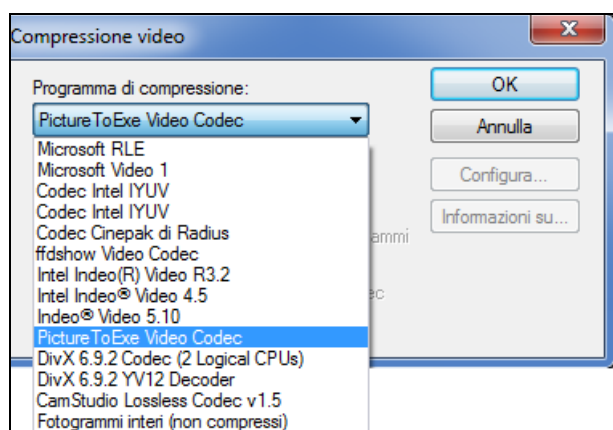 Compressione video
Programma di compressione:
PictureToExe Video Codec
Microsoft RLE
Microsoft Video 1
Codec Intel IYUV
Codec Intel IYUV
Codec Cinepak di Radius
ffdshow Video Codec
Intel Indeo(R) Video R3.2
Intel Indeo® Video 4.5
Indeo® Video 5.10
PictureToExe Video Codec
DivX 6.9.2 Codec (2 Logical CPUs)
DivX 6.9.2 YV12 Decoder
CamStudio Lossless Codec v1.5
Fotogrammi interi (non compressi)
ammi
ec
OK
Annulla
Configura...
Informazioni su...